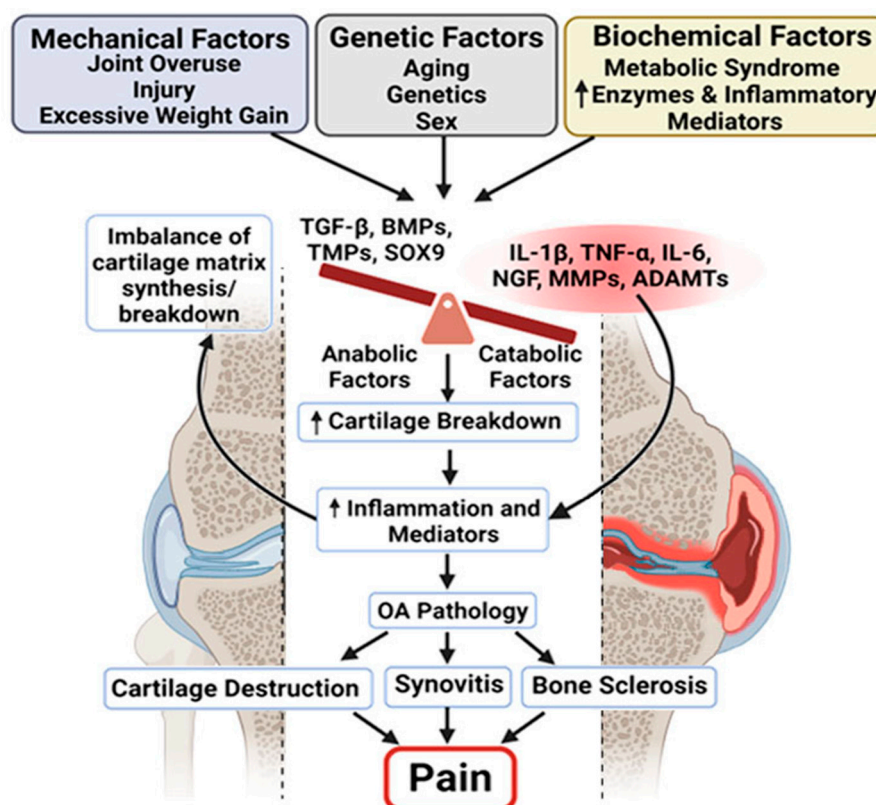 Mechanical Factors
Joint Overuse
Injury
Excessive Weight Gain
Genetic Factors
Aging
Genetics
Sex
Biochemical Factors
Metabolic Syndrome
↑ Enzymes & Inflammatory
Mediators
Imbalance of
cartilage matrix
synthesis/
breakdown
TGF-β, BMPs,
TMPs, SOX9
IL-1β, TNF-α, IL-6,
NGF, MMPs, ADAMTs
Anabolic
Factors
Catabolic
Factors
↑ Cartilage Breakdown
↑ Inflammation and
Mediators
OA Pathology
Cartilage Destruction
Synovitis
Bone Sclerosis
Pain